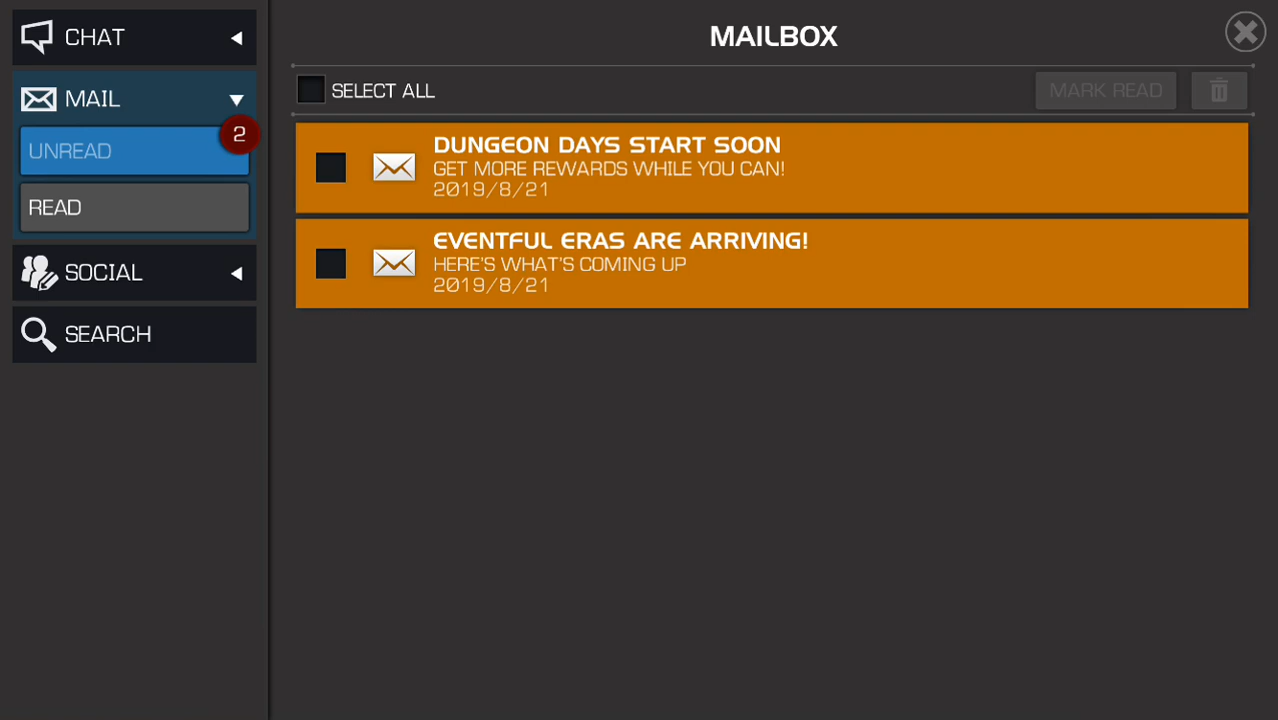 CHAT
MAIL
2
UNREAD
READ
SOCIAL
SEARCH
MAILBOX
SELECT ALL
MARK READ
DUNGEON DAYS START SOON
GET MORE REWARDS WHILE YOU CAN!
2019/8/21
EVENTFUL ERAS ARE ARRIVING!
HERE'S WHAT'S COMING UP
2019/8/21